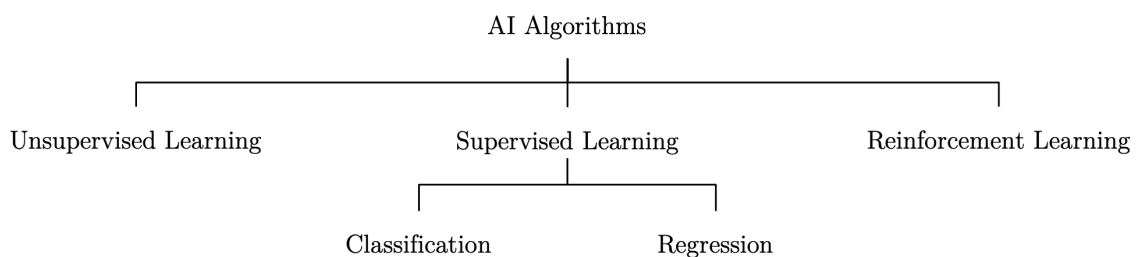 AI Algorithms
Unsupervised Learning
Supervised Learning
Reinforcement Learning
Classification
Regression